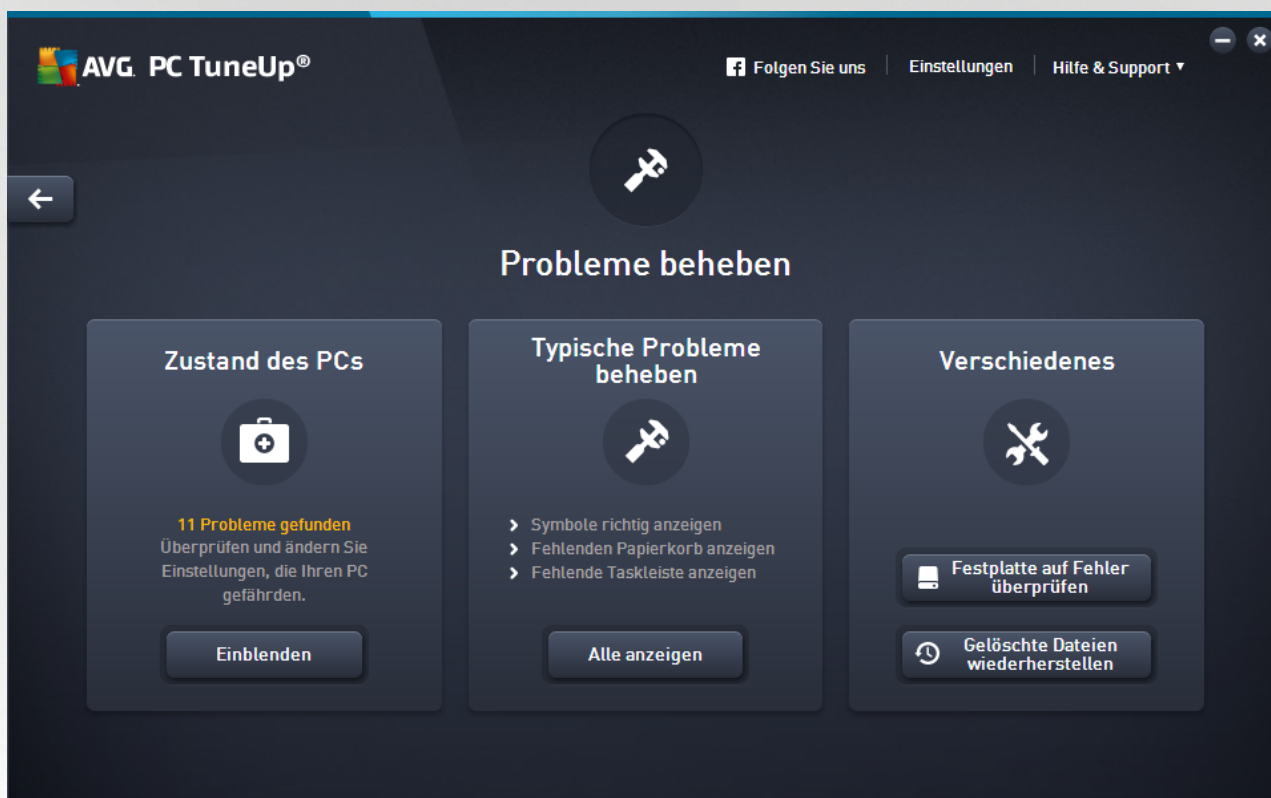 AVG. PC TuneUp®
Folgen Sie uns
Einstellungen
Hilfe & Support
Probleme beheben
Zustand des PCs
11 Probleme gefunden
Überprüfen und ändern Sie
Einstellungen, die Ihren PC
gefährden.
Einblenden
Typische Probleme
beheben
Symbole richtig anzeigen
Fehlenden Papierkorb anzeigen
Fehlende Taskleiste anzeigen
Alle anzeigen
Verschiedenes
Festplatte auf Fehler
überprüfen
Gelöschte Dateien
wiederherstellen